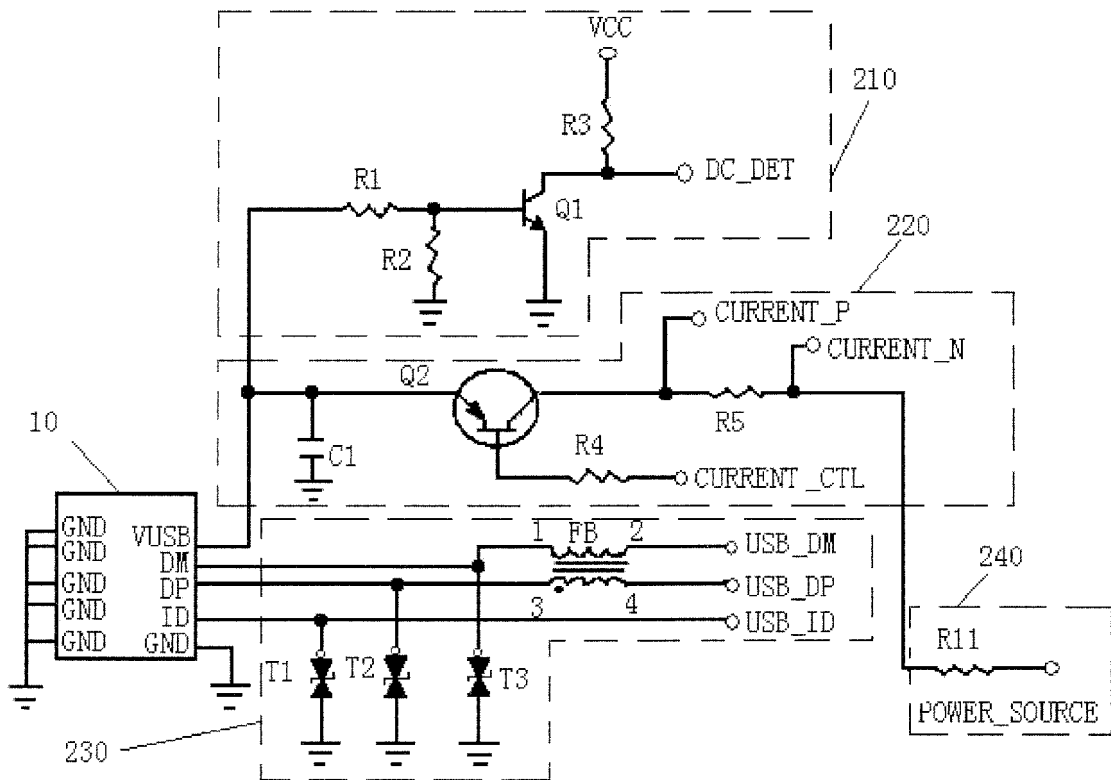 VCC
210
R3
DC_DET
R1
Q1
R2
220
CURRENT_P
CURRENT_N
Q2
R5
10
C1
R4
CURRENT_CTL
GND
GND
GND
GND
GND
VUSB
DM
DP
ID
GND
1 FB 2
USB_DM
USB_DP
3 4
USB_ID
240
R11
T1
T2
T3
POWER_SOURCE
230